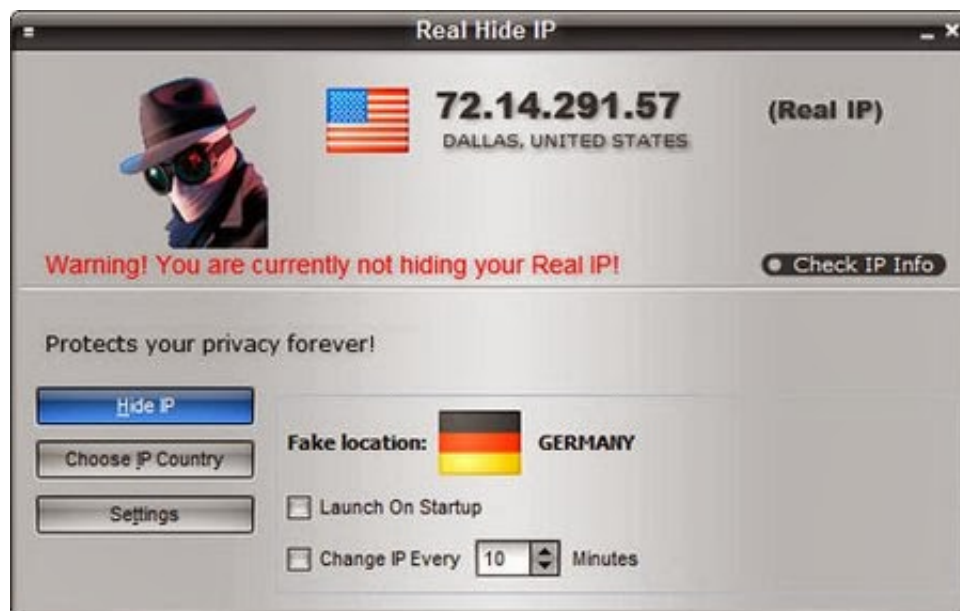 Real Hide IP
72.14.291.57 (Real IP)
DALLAS, UNITED STATES
Warning! You are currently not hiding your Real IP!
Check IP Info
Protects your privacy forever!
Hide IP
Choose IP Country
Settings
Fake location: GERMANY
Launch On Startup
Change IP Every 10 Minutes